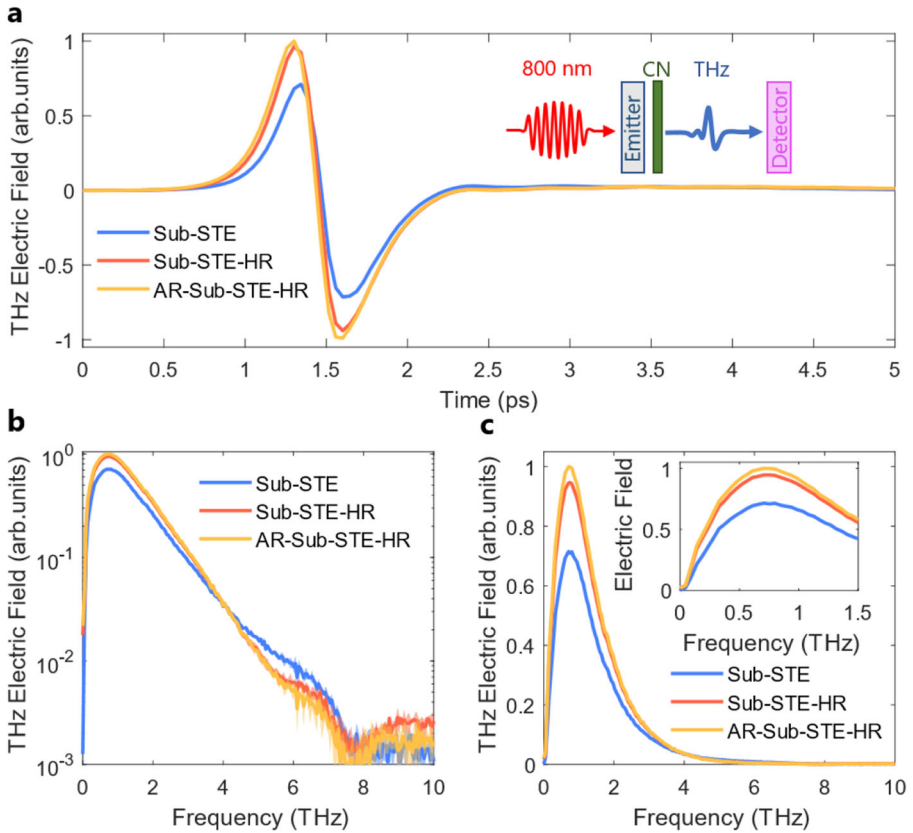 a
THz Electric Field (arb.units)
1
0.5
0
-0.5
-1
800 nm
CN
THz
Emitter
Detector
Sub-STE
Sub-STE-HR
AR-Sub-STE-HR
0 0.5 1 1.5 2 2.5 3 3.5 4 4.5 5
Time (ps)
b
THz Electric Field (arb.units)
10⁰
10⁻¹
10⁻²
10⁻³
Sub-STE
Sub-STE-HR
AR-Sub-STE-HR
0 2 4 6 8 10
Frequency (THz)
c
THz Electric Field (arb.units)
1
0.8
0.6
0.4
0.2
0
Electric Field
1
0.5
0
0 0.5 1 1.5
Frequency (THz)
Sub-STE
Sub-STE-HR
AR-Sub-STE-HR
0 2 4 6 8 10
Frequency (THz)